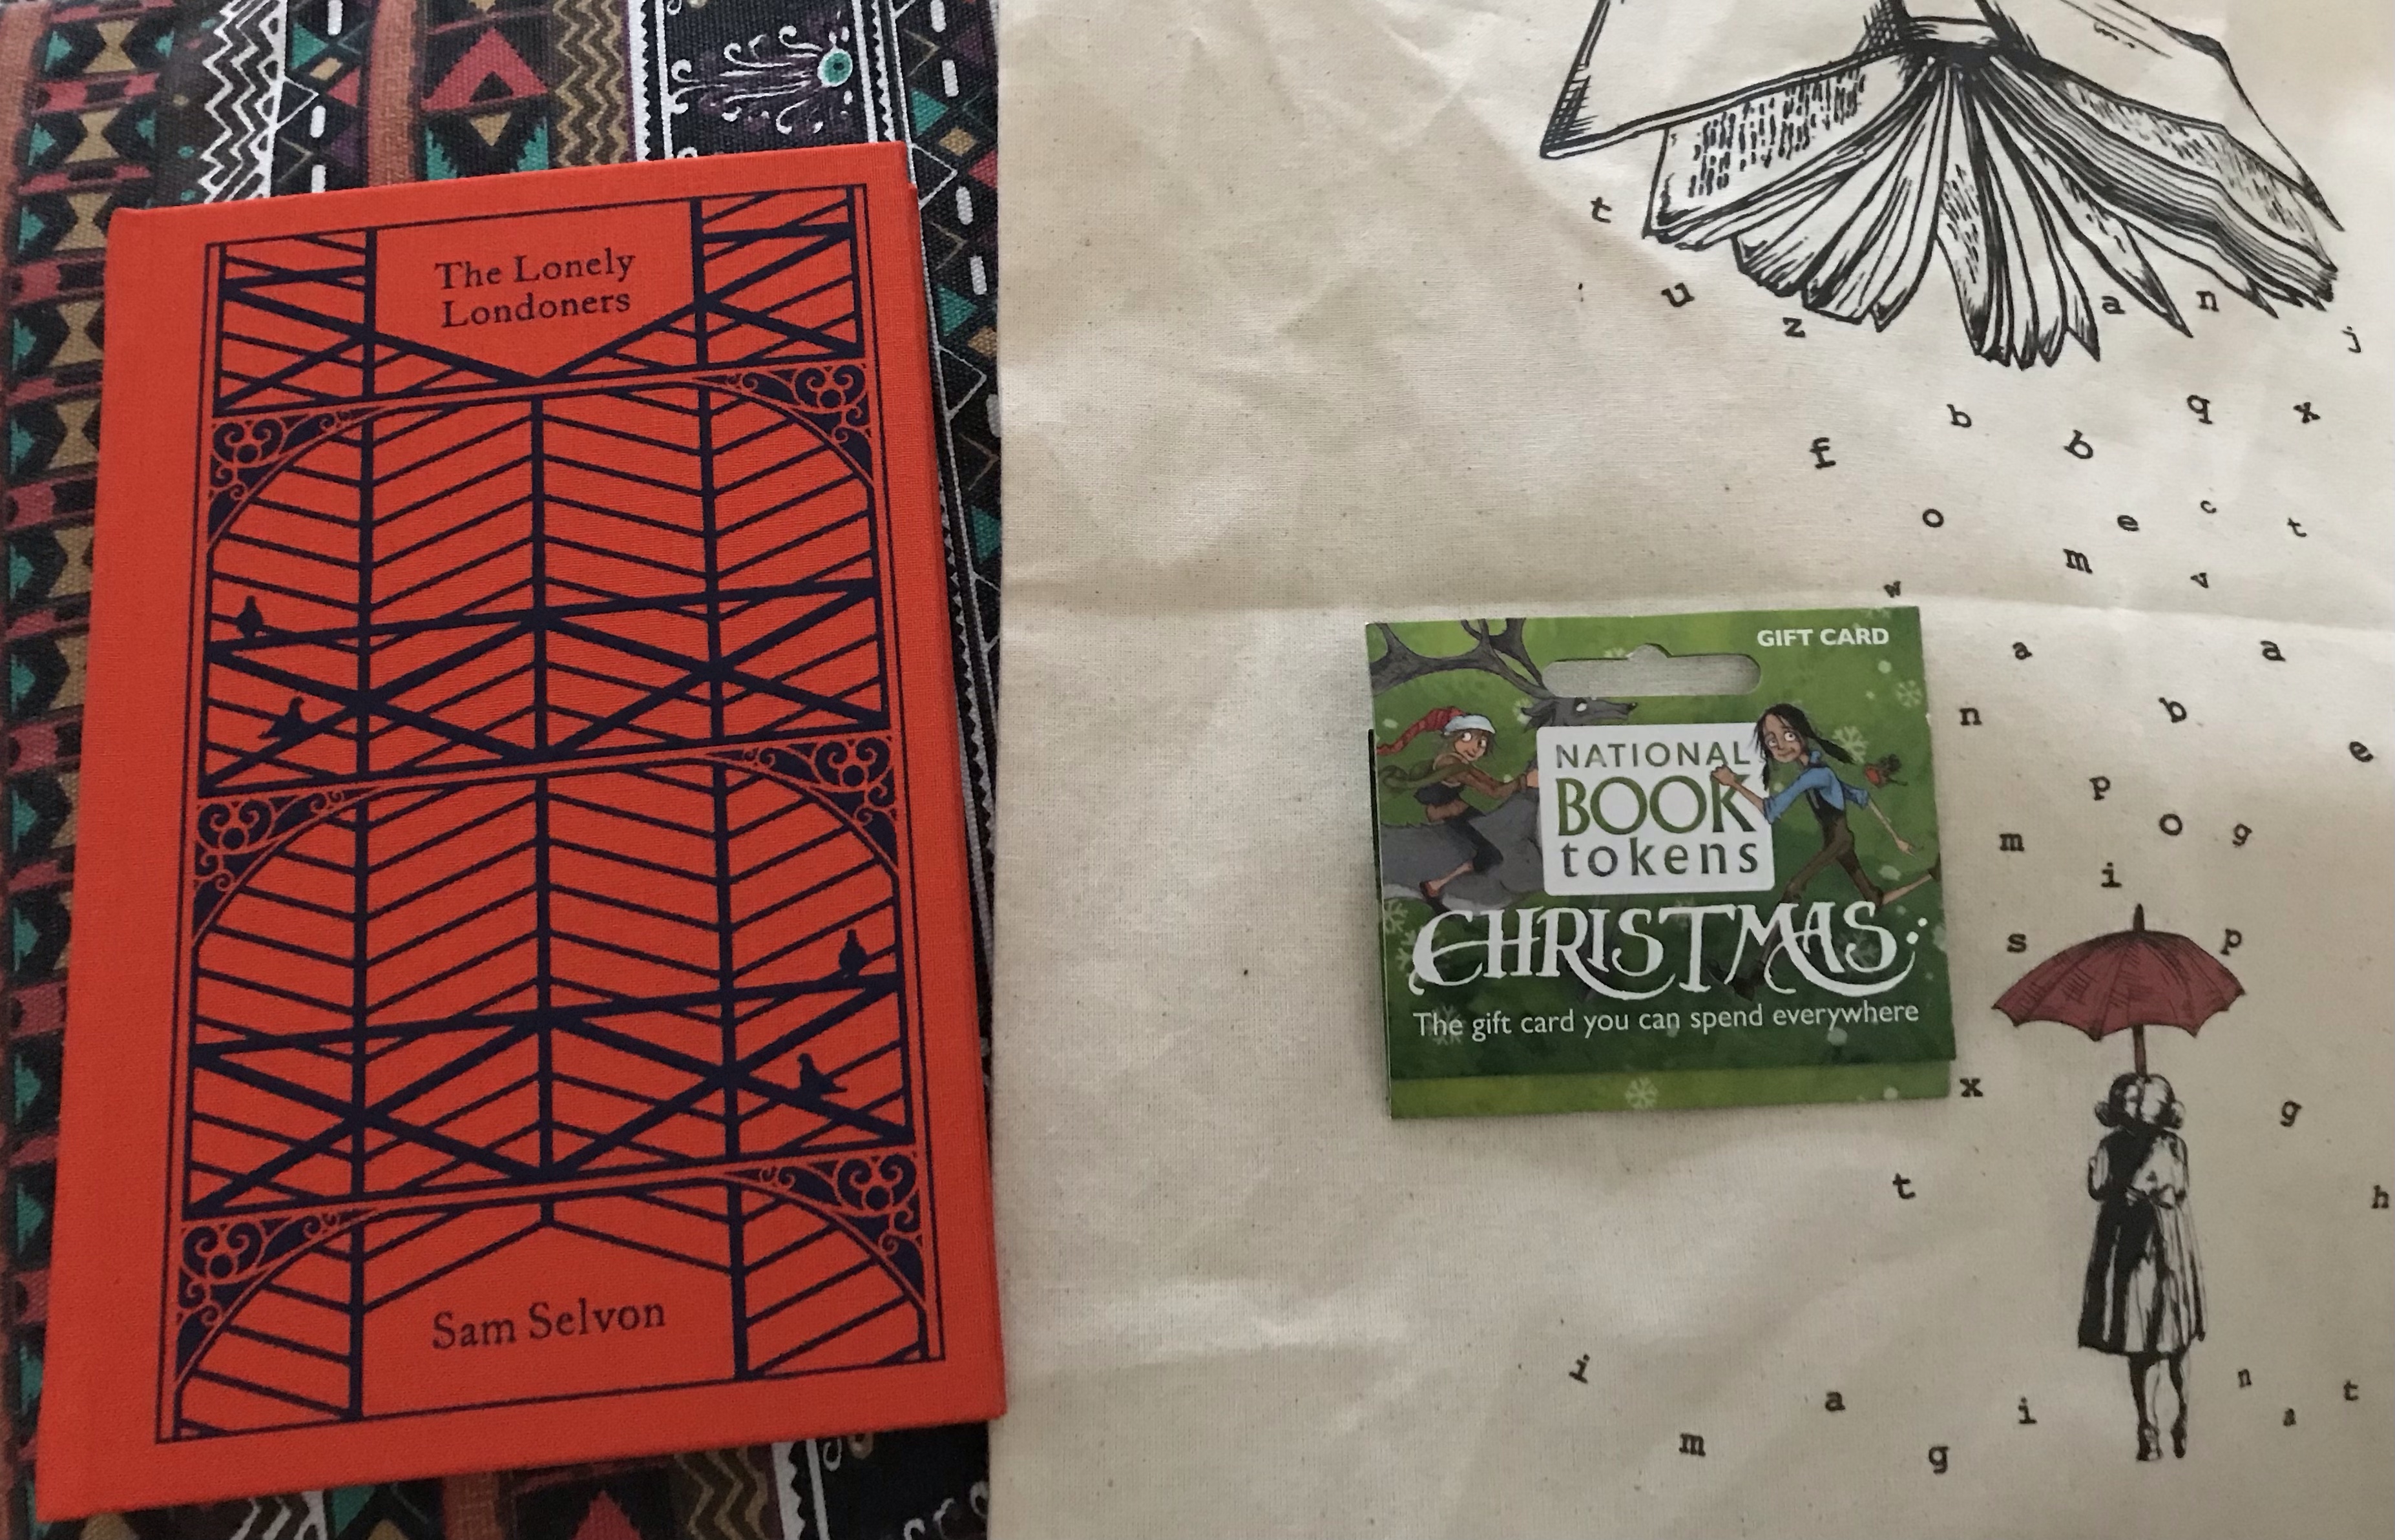 The Lonely
Londoners
Sam Selvon
t
u
z
a
n
j
f
b
b
q
x
o
e
c
t
m
v
w
GIFT CARD
NATIONAL
BOOK
tokens
CHRISTMAS
The gift card you can spend everywhere
a
a
n
b
e
p
m
o
g
i
s
p
x
g
t
h
i
m
a
g
i
n
a
t